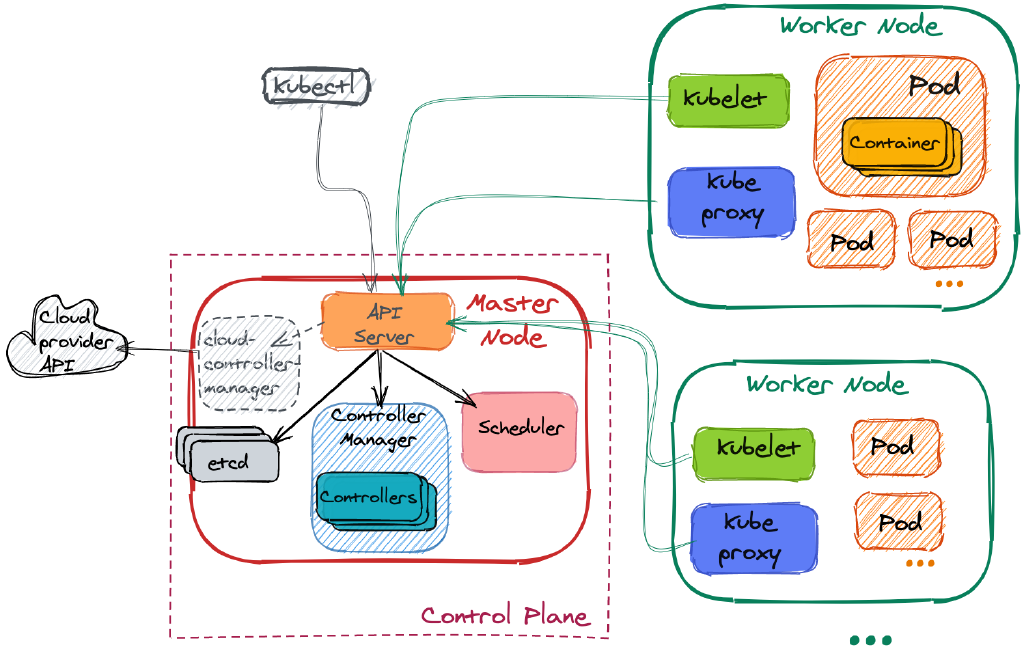 Worker Node
Kubelet
Pod
Container
Kube
proxy
Pod
Pod
Kubectl
Master
Node
API
Server
Cloud
provider
API
cloud-
controller-
manager
Controller
Manager
Scheduler
etcd
Controllers
Control Plane
Worker Node
Kubelet
Pod
Kube
proxy
Pod